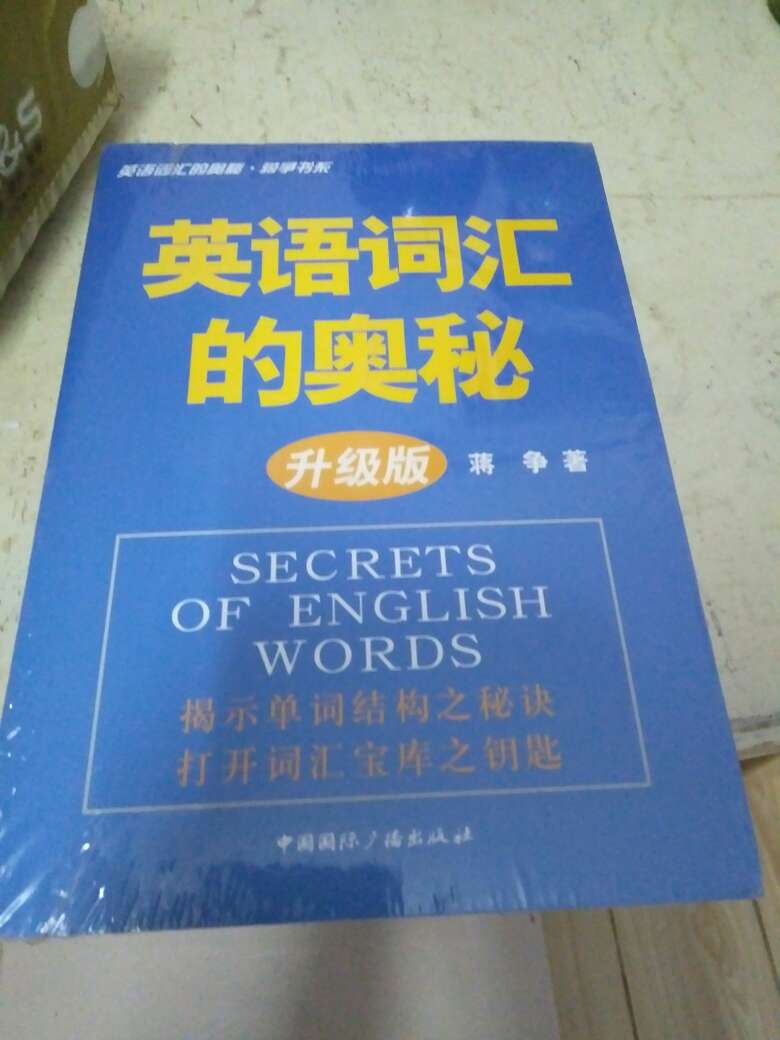 &S
英语词汇的奥秘·蒋争书系
英语词汇
的奥秘
升级版 蒋 争 著
SECRETS
OF ENGLISH
WORDS
揭示单词结构之秘诀
打开词汇宝库之钥匙
中国国际广播出版社